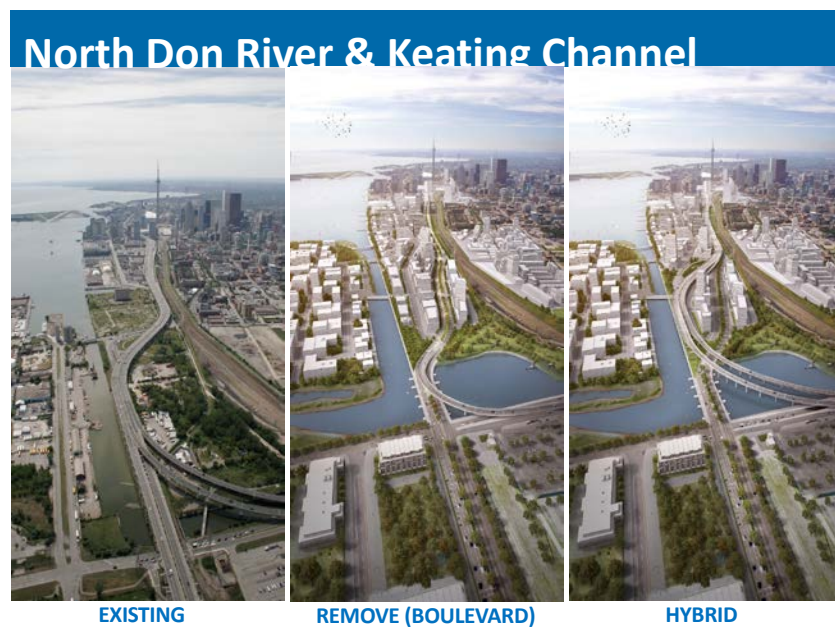 North Don River & Keating Channel
EXISTING
REMOVE (BOULEVARD)
HYBRID